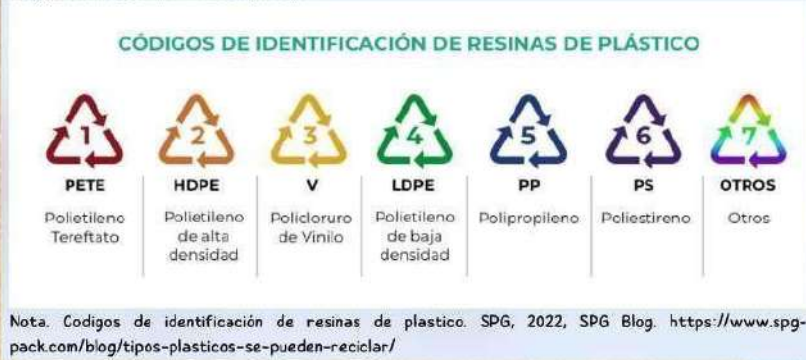 CÓDIGOS DE IDENTIFICACIÓN DE RESINAS DE PLÁSTICO
1 2 3 4 5 6 7
PETE HDPE V LDPE PP PS OTROS
Polietileno Polietileno Policloruro Polietileno Polipropileno Poliestireno Otros
Tereftato de alta de Vinilo de baja
densidad densidad
Nota. Codigos de identificación de resinas de plastico. SPG, 2022, SPG Blog. https://www.spg-
pack.com/blog/tipos-plasticos-se-pueden-reciclar/